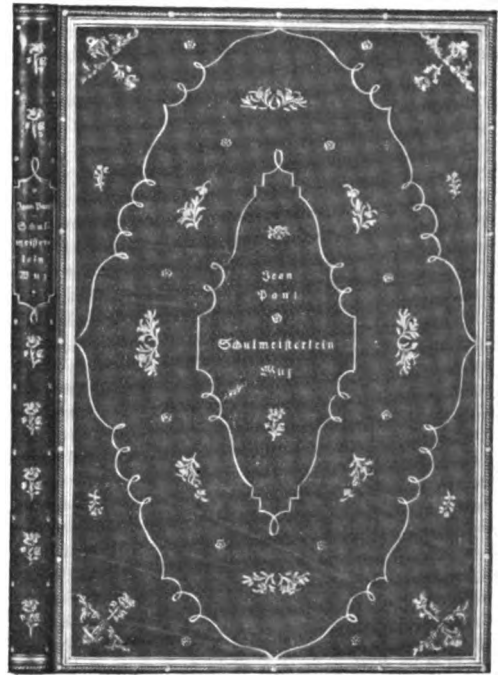 Jean
Paul
Schul
meister
lein
Wuz
Jean
Paul
Schulmeisterlein
Wuz